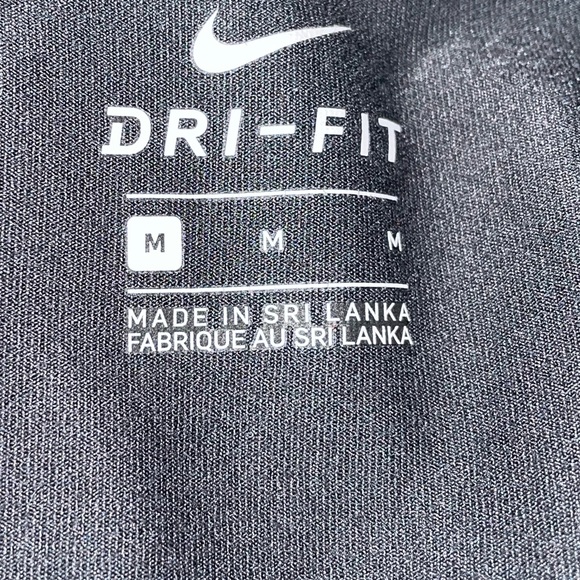 DRI-FIT
M M M
MADE IN SRI LANKA
FABRIQUE AU SRI LANKA